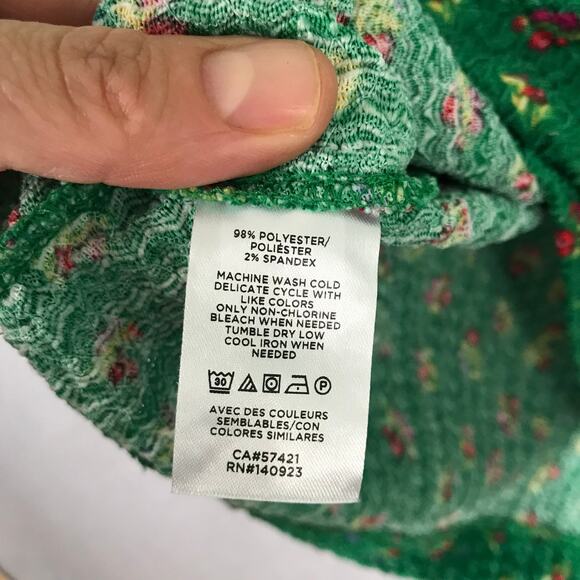 98% POLYESTER/
POLIÉSTER
2% SPANDEX
MACHINE WASH COLD
DELICATE CYCLE WITH
LIKE COLORS
ONLY NON-CHLORINE
BLEACH WHEN NEEDED
TUMBLE DRY LOW
COOL IRON WHEN
NEEDED
30 P
AVEC DES COULEURS
SEMBLABLES/CON
COLORES SIMILARES
CA#57421
RN#140923